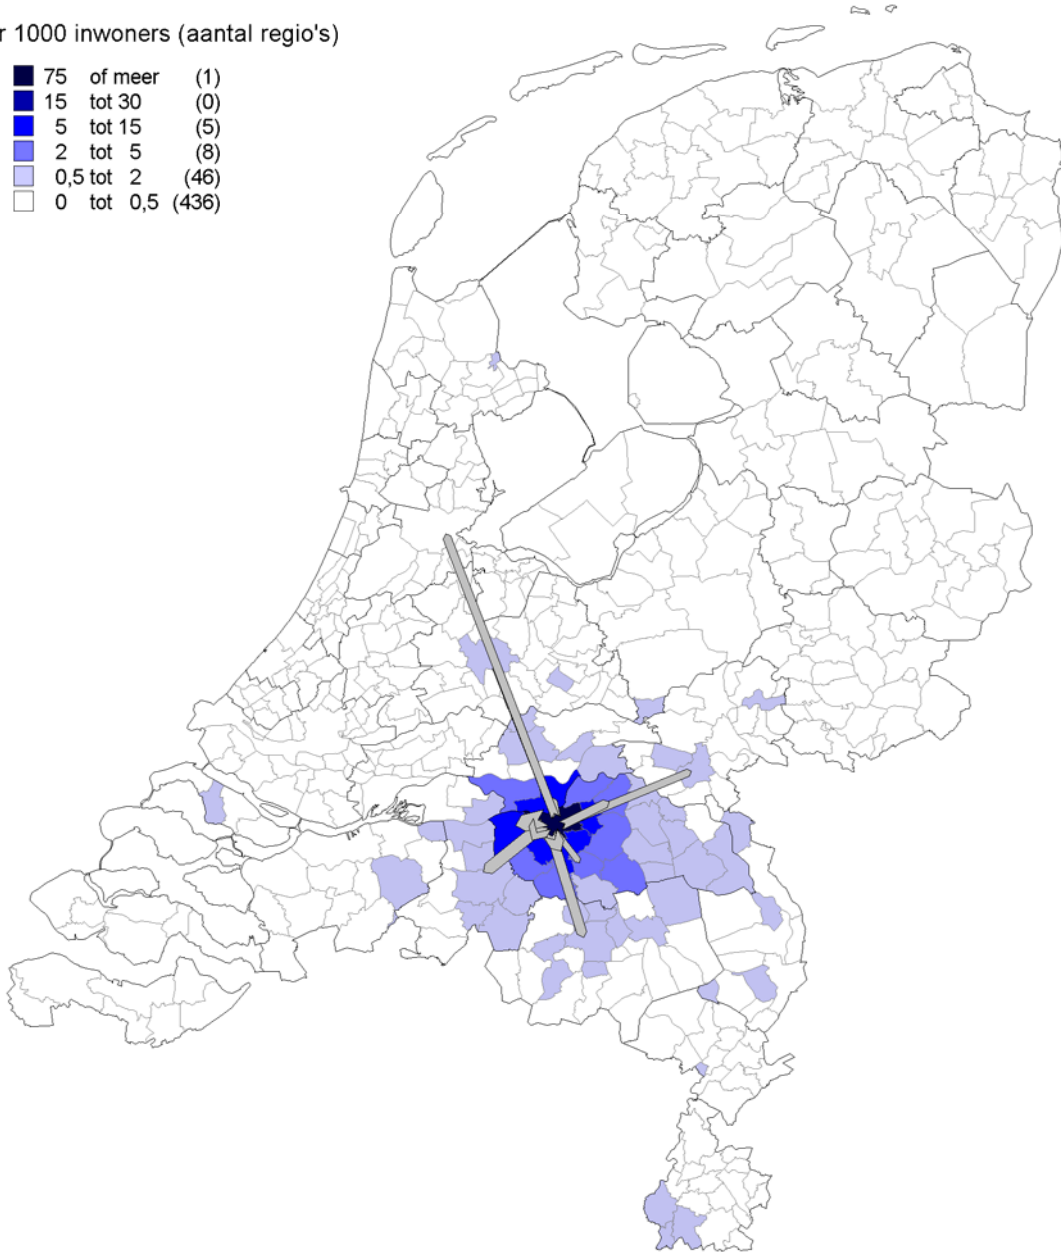 r 1000 inwoners (aantal regio's)
75 of meer (1)
15 tot 30 (0)
5 tot 15 (5)
2 tot 5 (8)
0,5 tot 2 (46)
0 tot 0,5 (436)